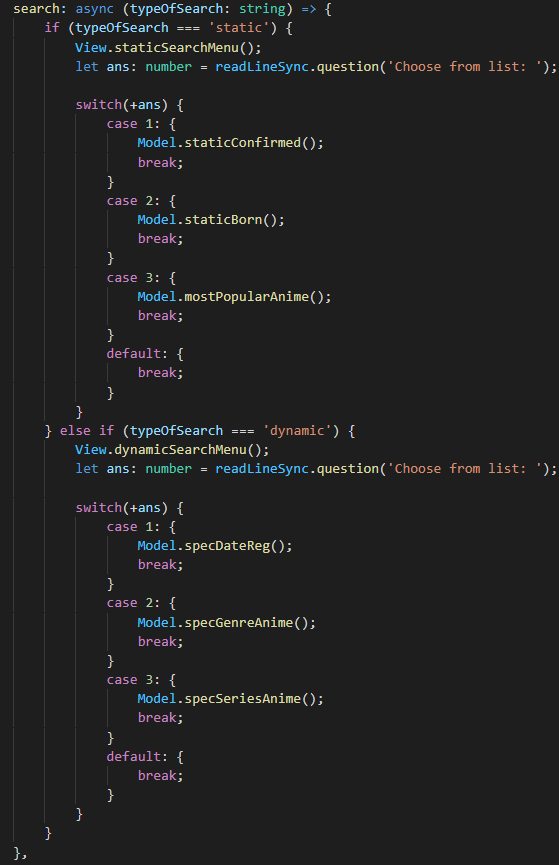 search: async (typeOfSearch: string) => {
    if (typeOfSearch === 'static') {
        View.staticSearchMenu();
        let ans: number = readLineSync.question('Choose from list: ');

        switch(+ans) {
            case 1: {
                Model.staticConfirmed();
                break;
            }
            case 2: {
                Model.staticBorn();
                break;
            }
            case 3: {
                Model.mostPopularAnime();
                break;
            }
            default: {
                break;
            }
        }
    } else if (typeOfSearch === 'dynamic') {
        View.dynamicSearchMenu();
        let ans: number = readLineSync.question('Choose from list: ');

        switch(+ans) {
            case 1: {
                Model.specDateReg();
                break;
            }
            case 2: {
                Model.specGenreAnime();
                break;
            }
            case 3: {
                Model.specSeriesAnime();
                break;
            }
            default: {
                break;
            }
        }
    }
},